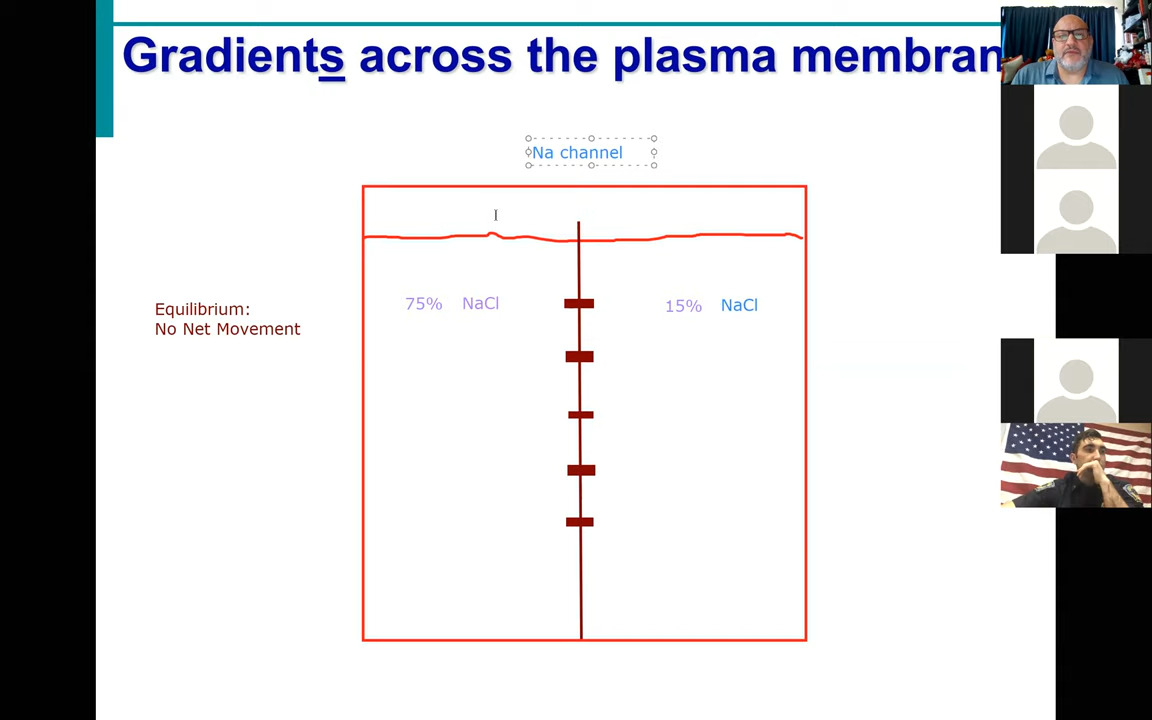 Gradients across the plasma membran
Na channel
75% NaCl
15% NaCl
Equilibrium:
No Net Movement